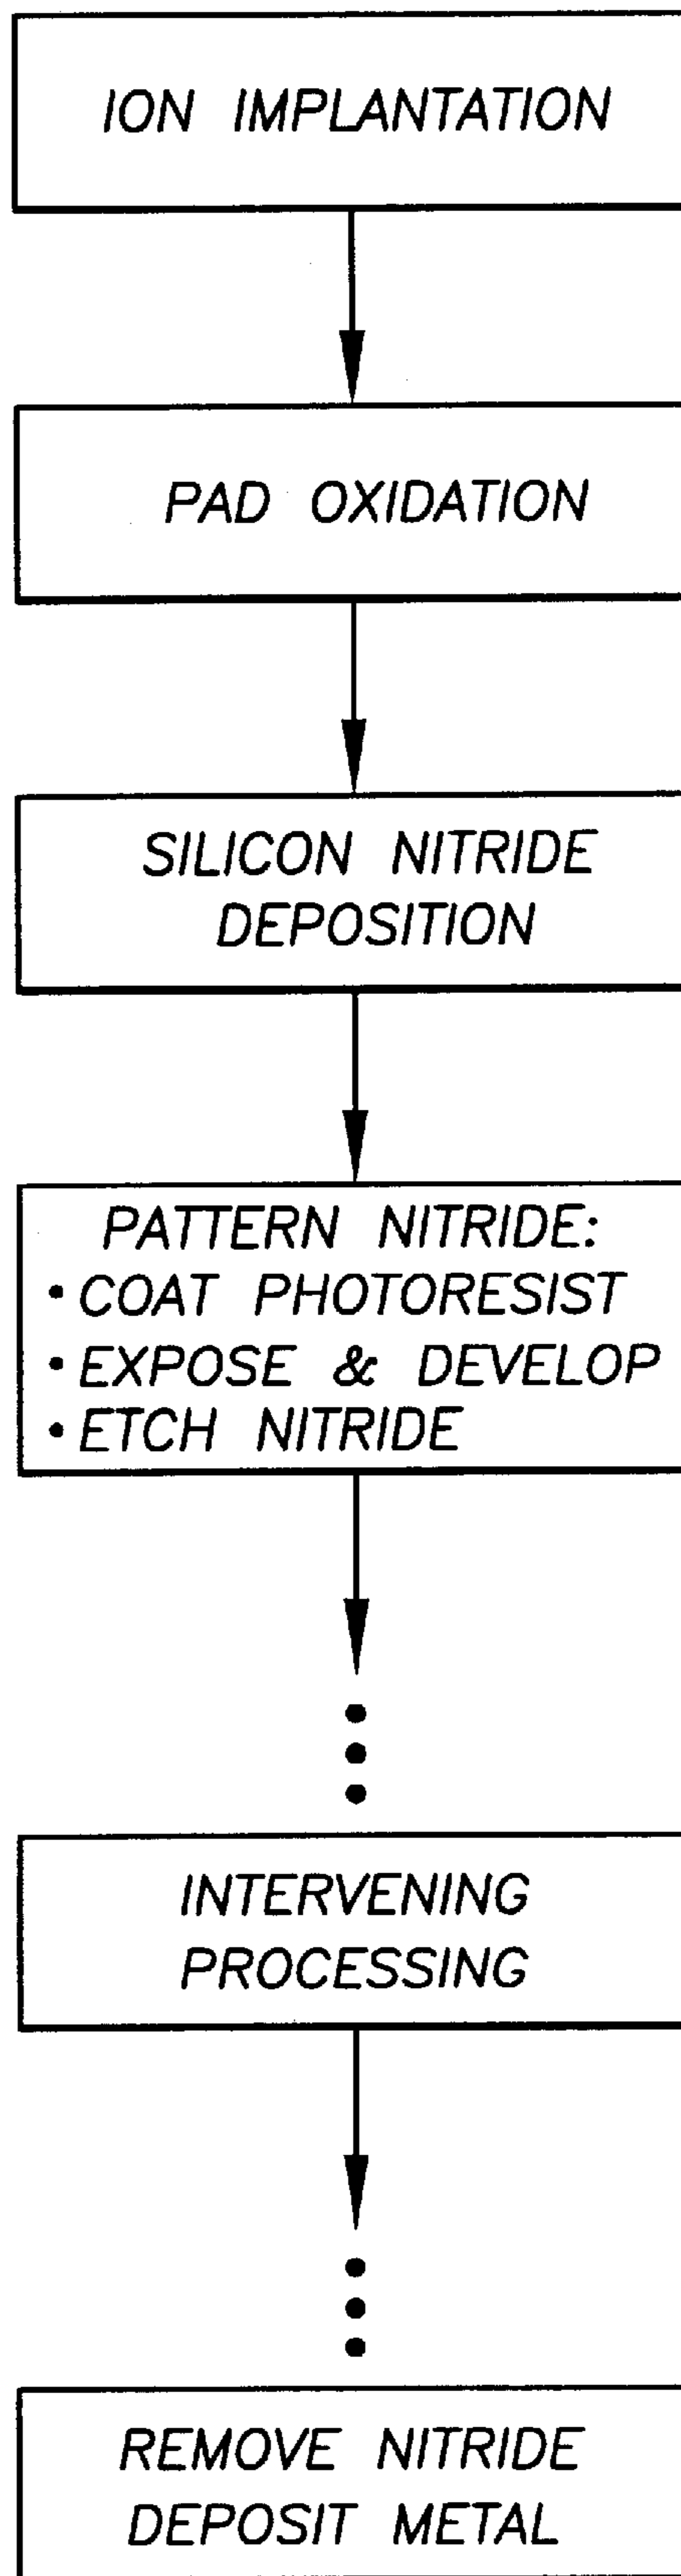 ION IMPLANTATION
PAD OXIDATION
SILICON NITRIDE
DEPOSITION
PATTERN NITRIDE:
• COAT PHOTORESIST
• EXPOSE & DEVELOP
• ETCH NITRIDE
INTERVENING
PROCESSING
REMOVE NITRIDE
DEPOSIT METAL